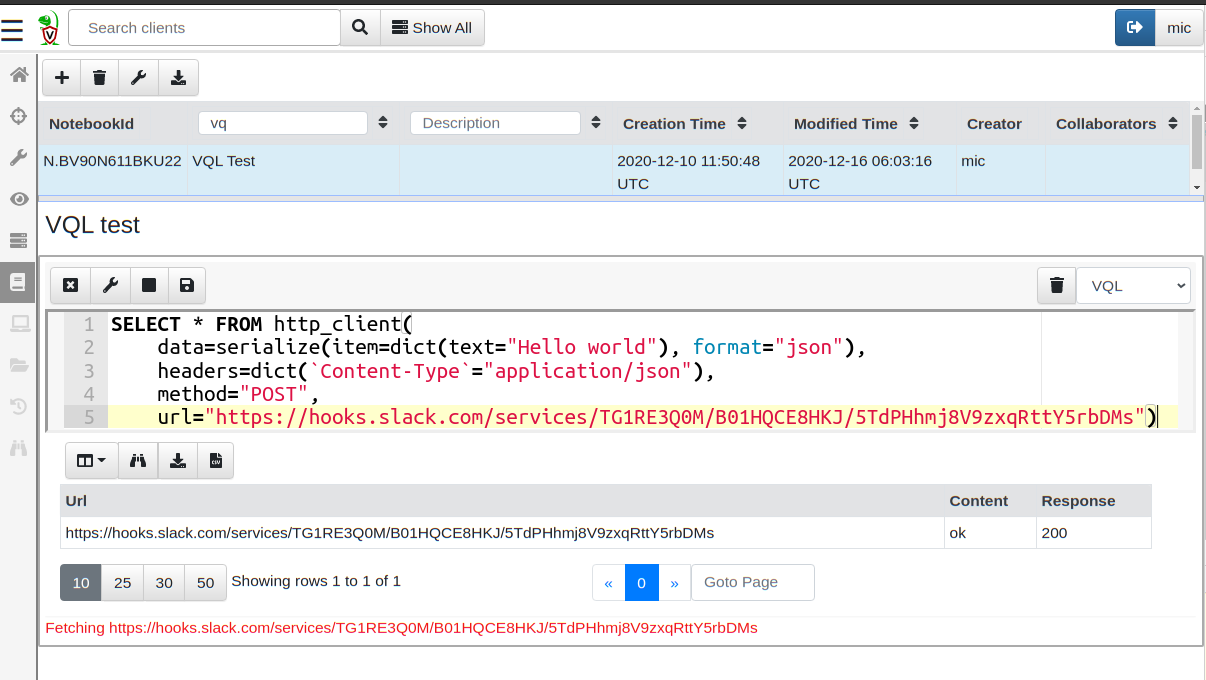 Search clients
Show All
mic
NotebookId
vq
Description
Creation Time
Modified Time
Creator
Collaborators
N.BV90N611BKU22
VQL Test
2020-12-10 11:50:48
UTC
2020-12-16 06:03:16
UTC
mic
VQL test
VQL
1 SELECT * FROM http_client(
2 data=serialize(item=dict(text="Hello world"), format="json"),
3 headers=dict(`Content-Type`="application/json"),
4 method="POST",
5 url="https://hooks.slack.com/services/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")
CSV
Url Content Response
https://hooks.slack.com/services/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 ok 200
10 25 30 50 Showing rows 1 to 1 of 1 « 0 » Goto Page
Fetching https://hooks.slack.com/services/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